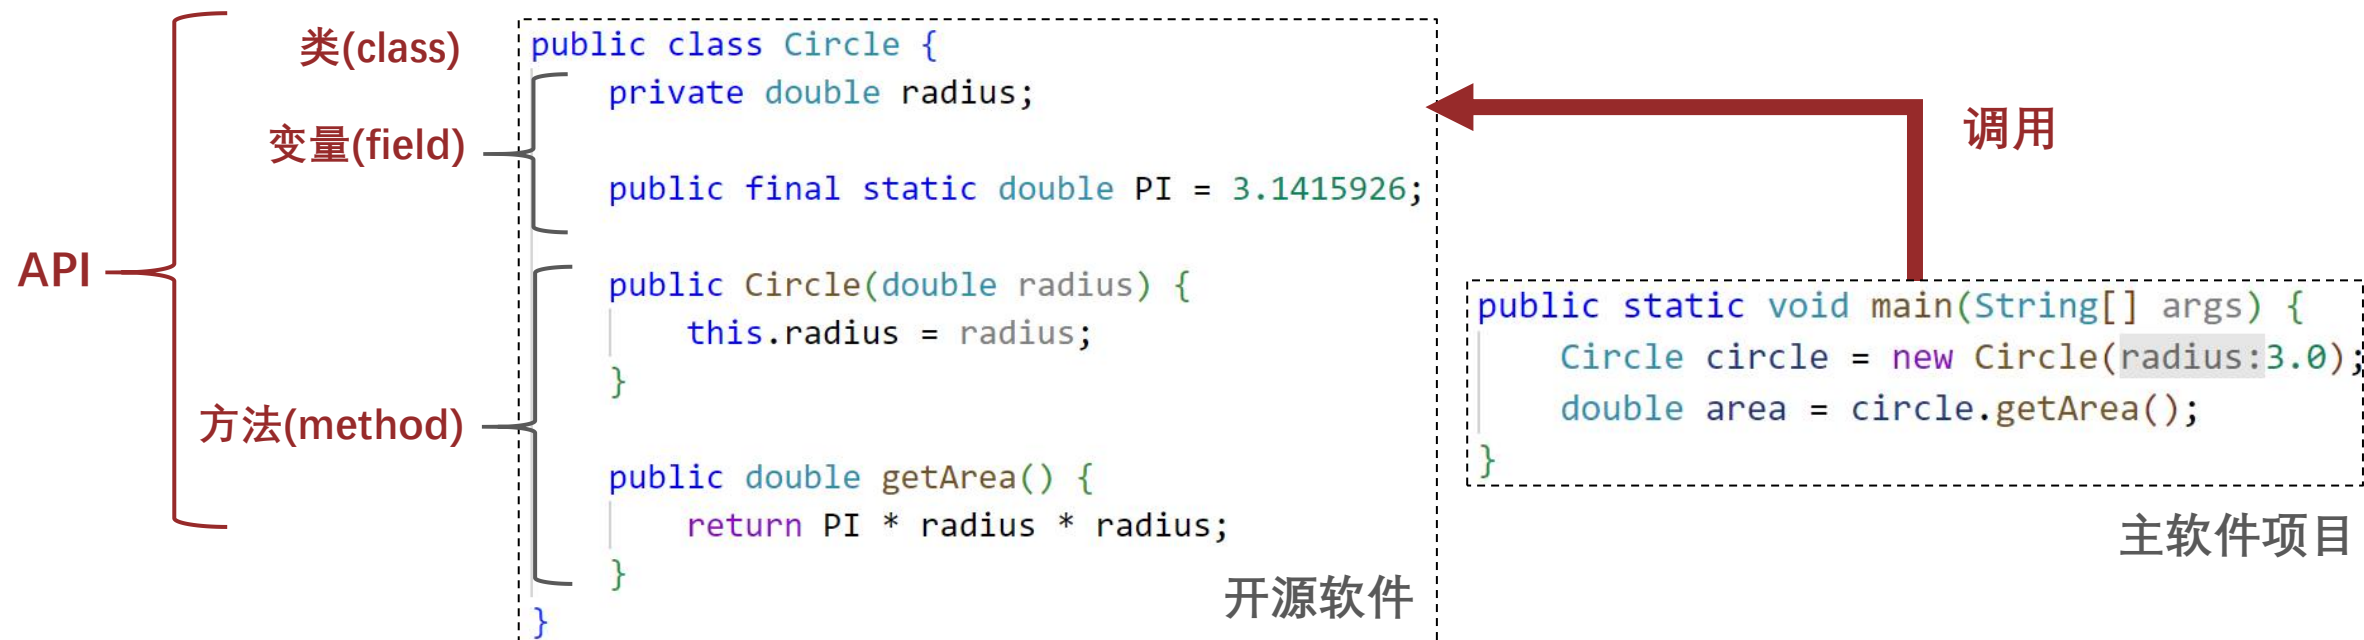 API
类(class)
变量(field)
方法(method)
public class Circle {
private double radius;
public final static double PI = 3.1415926;
public Circle(double radius) {
this.radius = radius;
}
public double getArea() {
return PI * radius * radius;
}
}
开源软件
调用
public static void main(String[] args) {
Circle circle = new Circle(radius:3.0);
double area = circle.getArea();
}
主软件项目